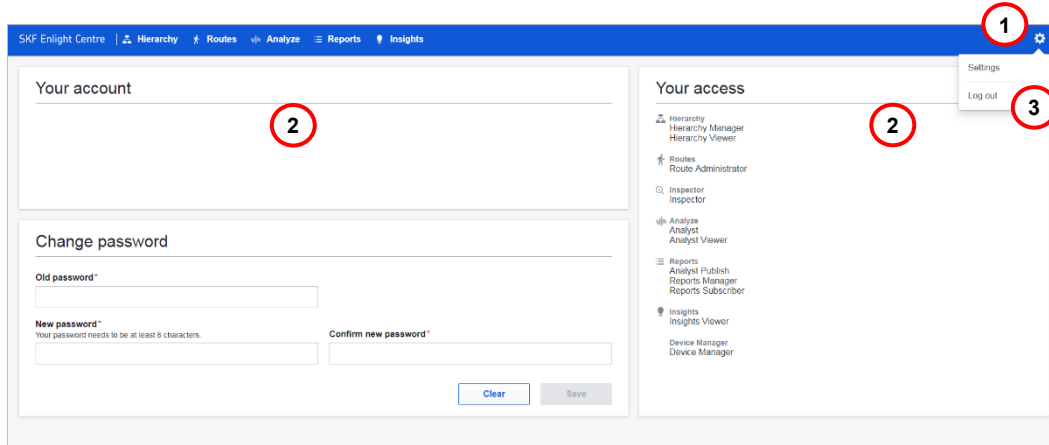 1
SKF Enlight Centre | Hierarchy Routes Analyze Reports Insights
Settings
Log out
3
Your account
2
Your access
2
Hierarchy
Hierarchy Manager
Hierarchy Viewer
Routes
Route Administrator
Inspector
Inspector
Analyze
Analyst
Analyst Viewer
Reports
Analyst Publish
Reports Manager
Reports Subscriber
Insights
Insights Viewer
Device Manager
Device Manager
Change password
Old password*
New password*
Your password needs to be at least 8 characters.
Confirm new password*
Clear Save